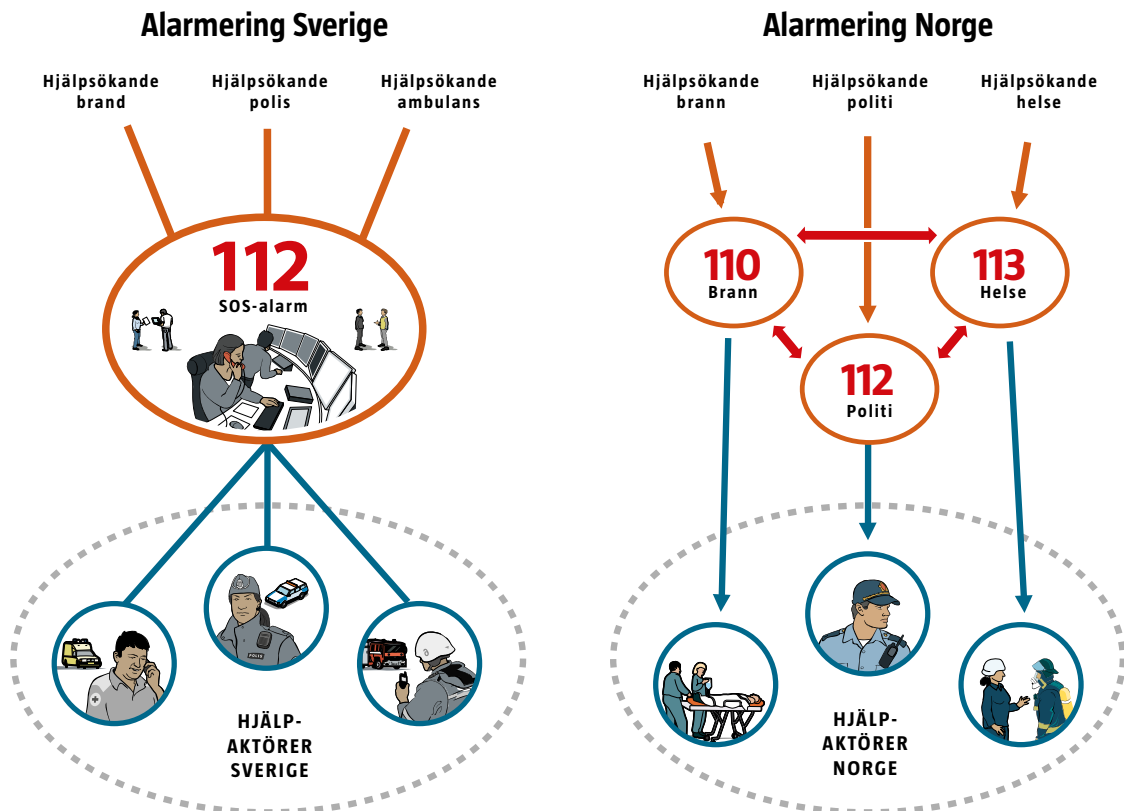 Alarmering Sverige
Hjälpsökande
brand
Hjälpsökande
polis
Hjälpsökande
ambulans
112
SOS-alarm
POLIS
HJÄLP-
AKTÖRER
SVERIGE
Alarmering Norge
Hjälpsökande
brann
Hjälpsökande
politi
Hjälpsökande
helse
110
Brann
113
Helse
112
Politi
HJÄLP-
AKTÖRER
NORGE